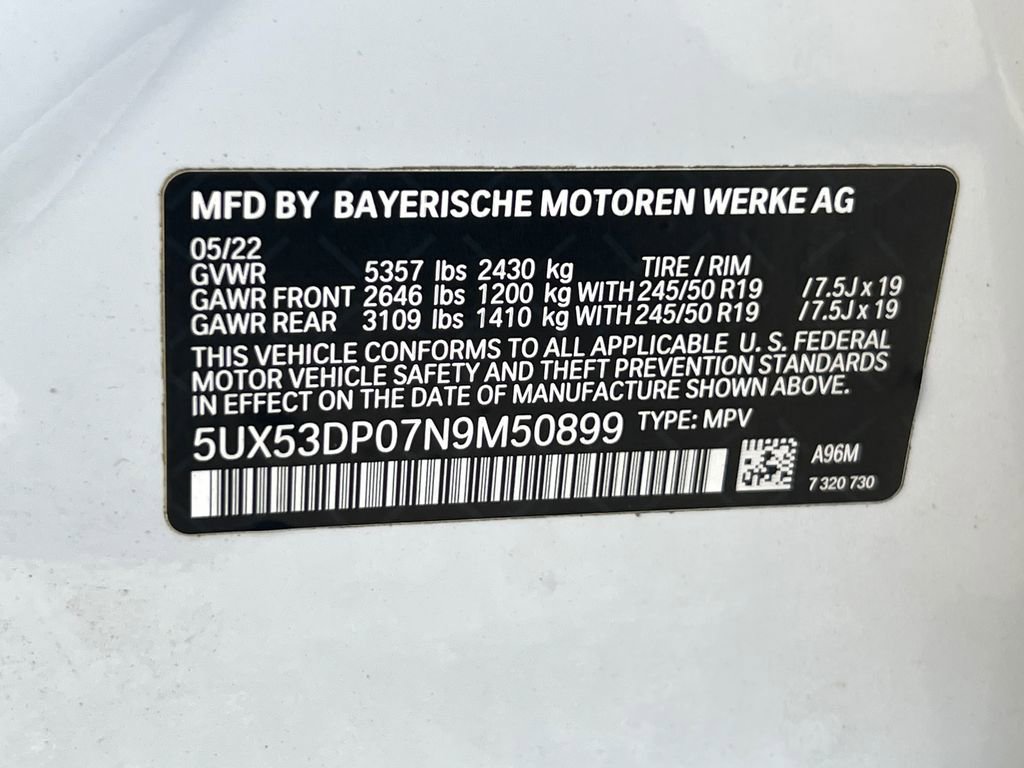 MFD BY BAYERISCHE MOTOREN WERKE AG
05/22
GVWR 5357 lbs 2430 kg TIRE / RIM
GAWR FRONT 2646 lbs 1200 kg WITH 245/50 R19 /7.5J x 19
GAWR REAR 3109 lbs 1410 kg WITH 245/50 R19 /7.5J x 19
THIS VEHICLE CONFORMS TO ALL APPLICABLE U. S. FEDERAL
MOTOR VEHICLE SAFETY AND THEFT PREVENTION STANDARDS
IN EFFECT ON THE DATE OF MANUFACTURE SHOWN ABOVE.
5UX53DP07N9M50899 TYPE: MPV
A96M
7 320 730